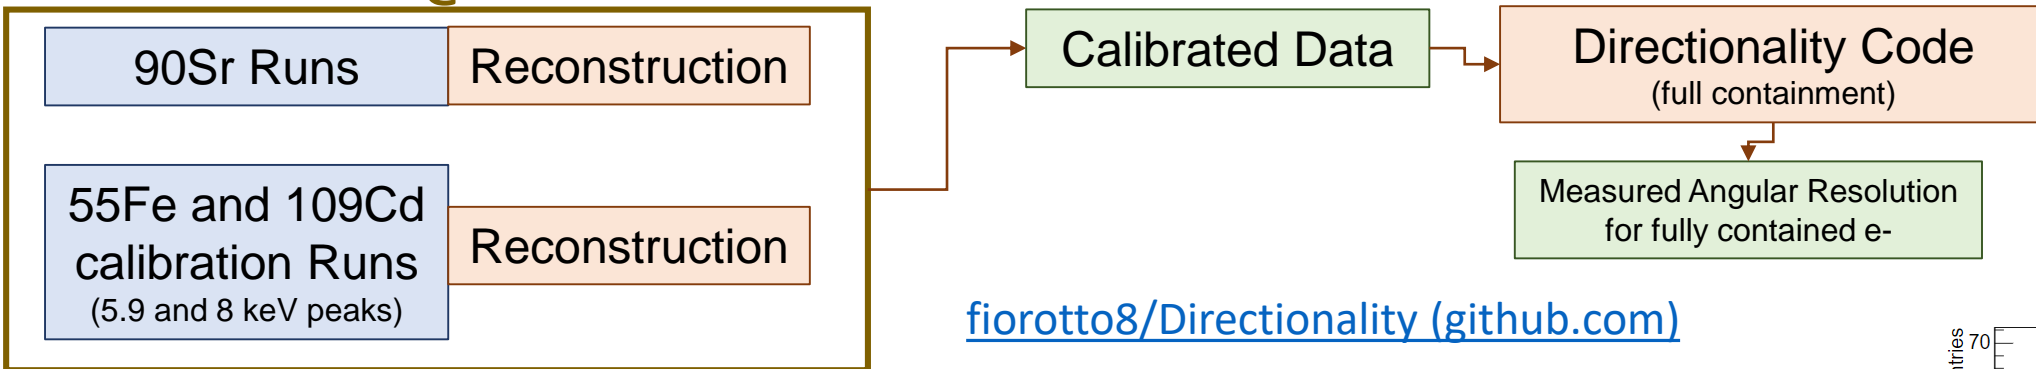 90Sr Runs
Reconstruction
55Fe and 109Cd
calibration Runs
(5.9 and 8 keV peaks)
Reconstruction
Calibrated Data
Directionality Code
(full containment)
Measured Angular Resolution
for fully contained e-
fiorotto8/Directionality (github.com)
70